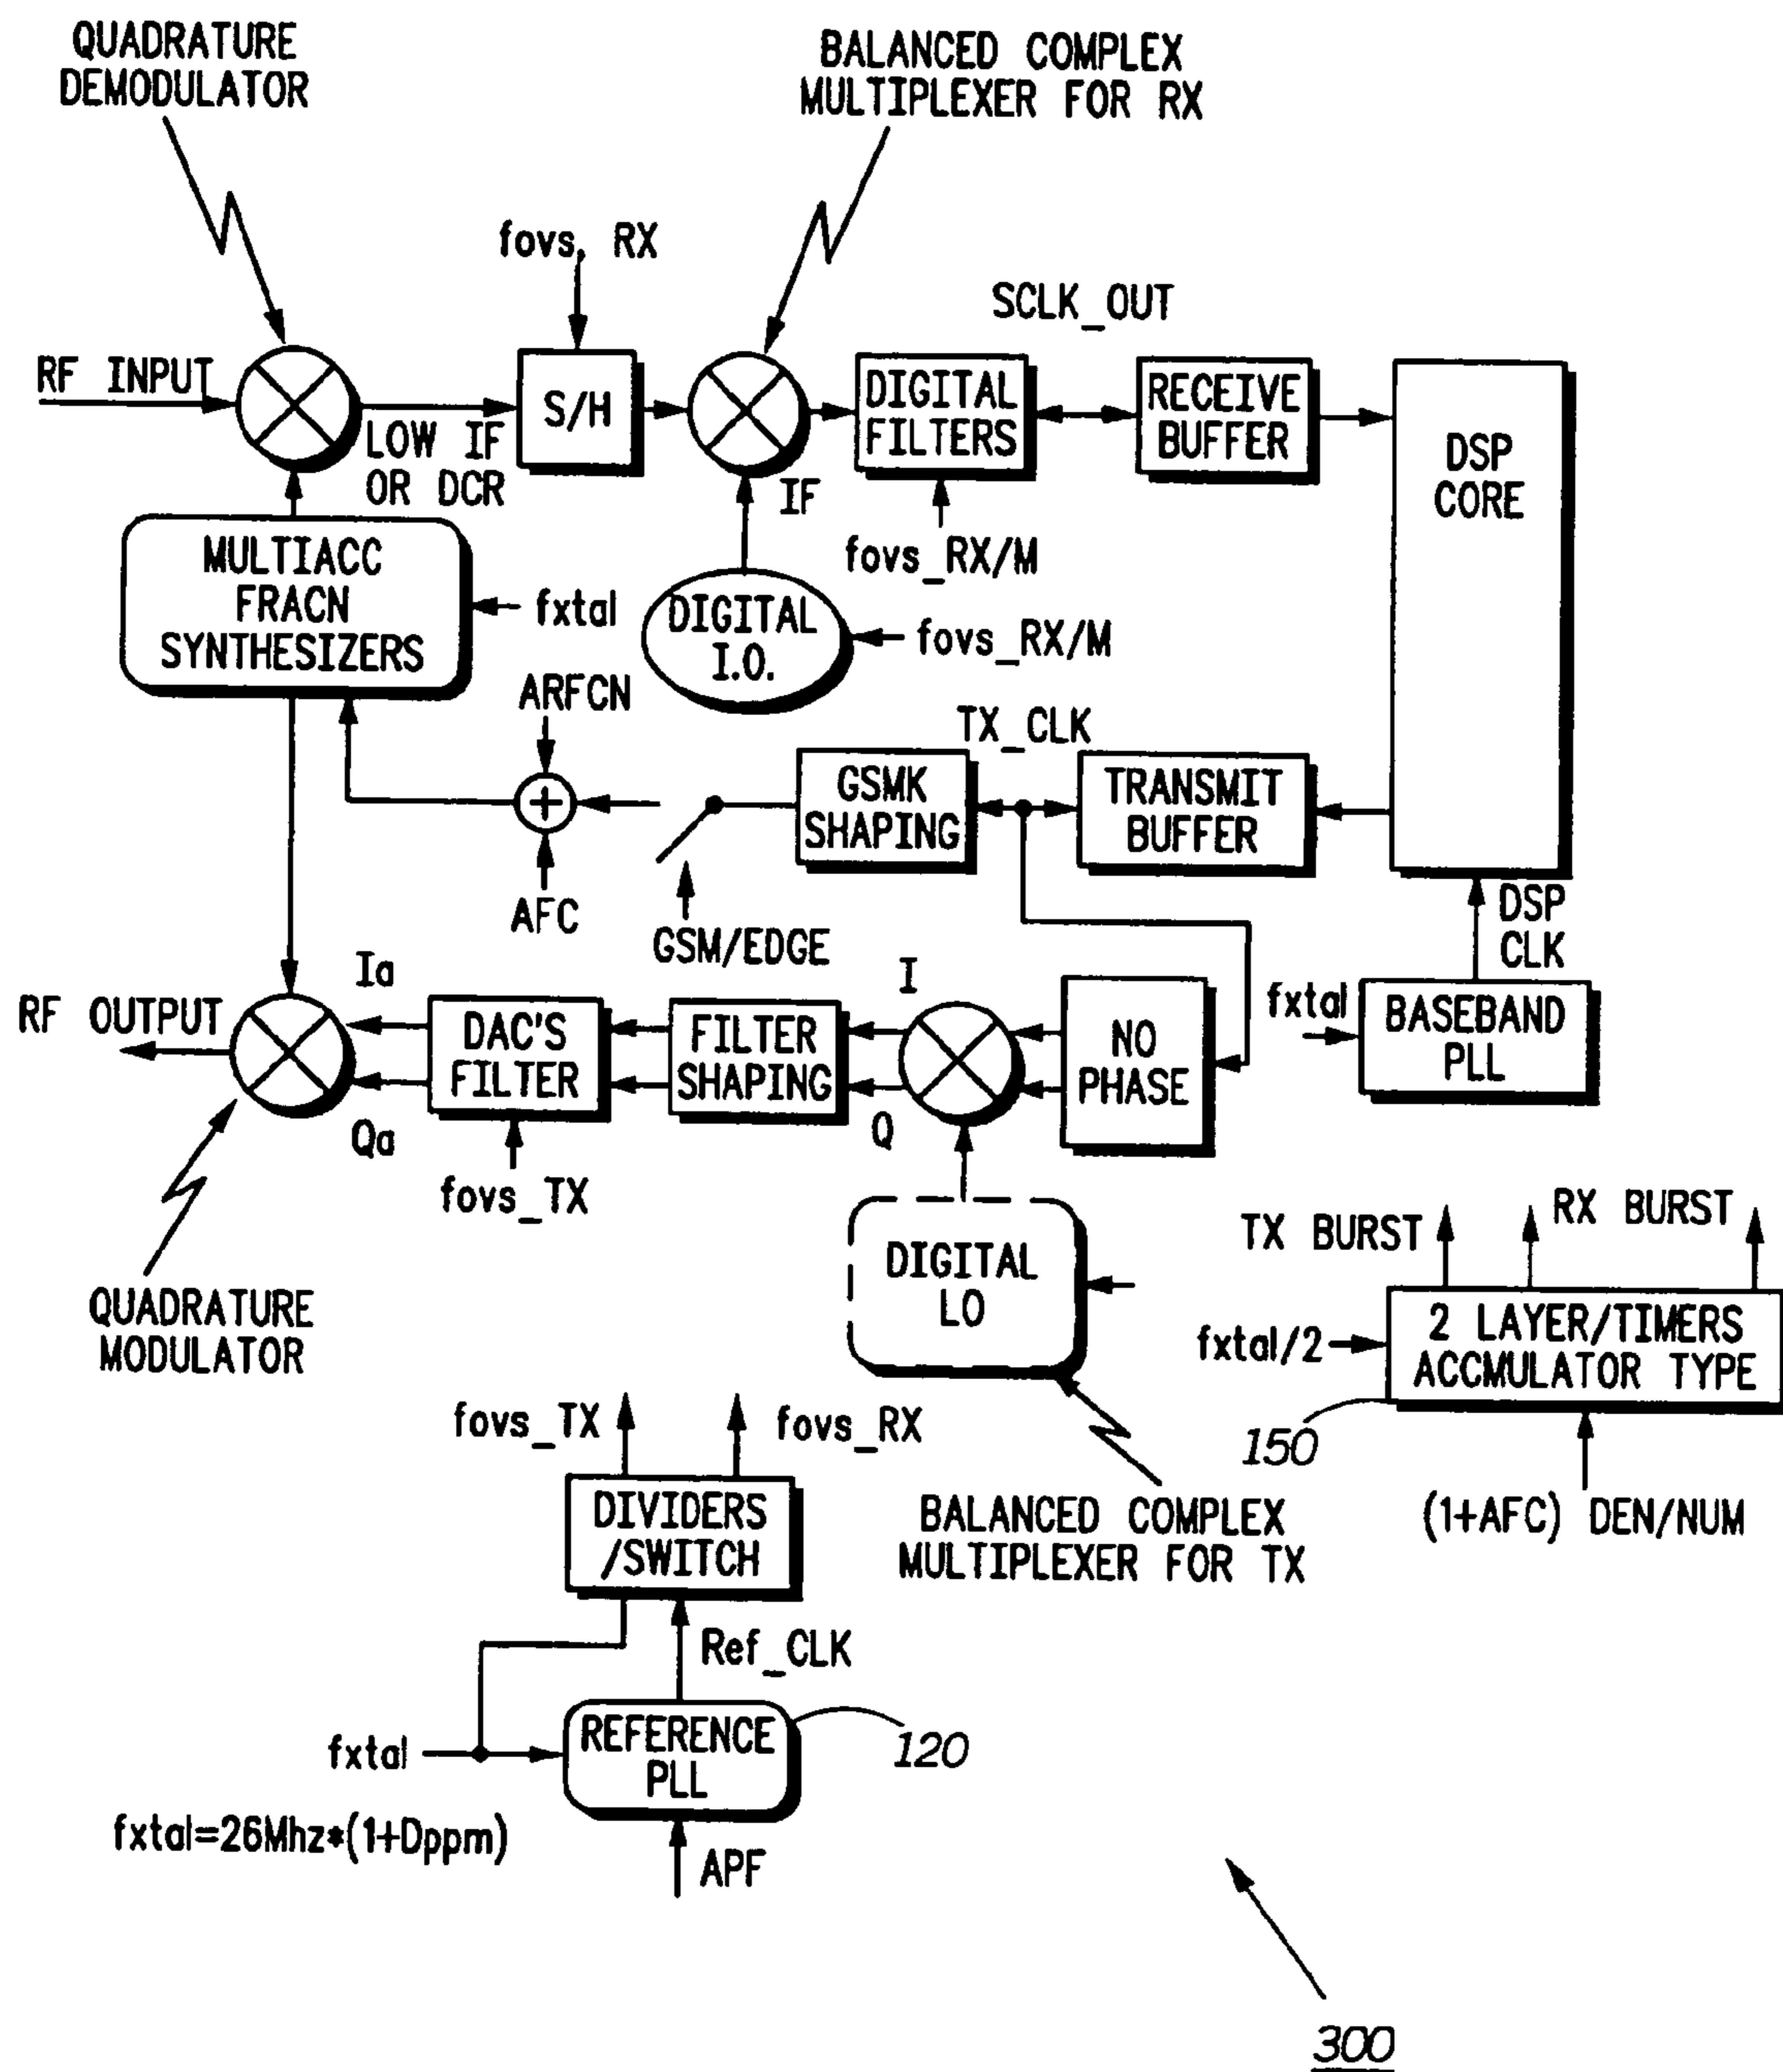 QUADRATURE
DEMODULATOR
BALANCED COMPLEX
MULTIPLEXER FOR RX
fovs, RX
SCLK_OUT
RF INPUT
LOW IF
OR DCR
S/H
IF
DIGITAL
FILTERS
RECEIVE
BUFFER
DSP
CORE
MULTIACC
FRACN
SYNTHESIZERS
fxtal
DIGITAL
I.O.
fovs_RX/M
fovs_RX/M
ARFCN
AFC
TX_CLK
GSMK
SHAPING
TRANSMIT
BUFFER
GSM/EDGE
DSP
CLK
fxtal
BASEBAND
PLL
RF OUTPUT
Ia
Qa
DAC'S
FILTER
FILTER
SHAPING
I
Q
NO
PHASE
fovs_TX
QUADRATURE
MODULATOR
DIGITAL
LO
TX BURST
RX BURST
fxtal/2
2 LAYER/TIMERS
ACCMULATOR TYPE
150
(1+AFC) DEN/NUM
BALANCED COMPLEX
MULTIPLEXER FOR TX
fovs_TX
fovs_RX
DIVIDERS
/SWITCH
Ref_CLK
fxtal
REFERENCE
PLL
120
fxtal=26Mhz*(1+Dppm)
APF
300